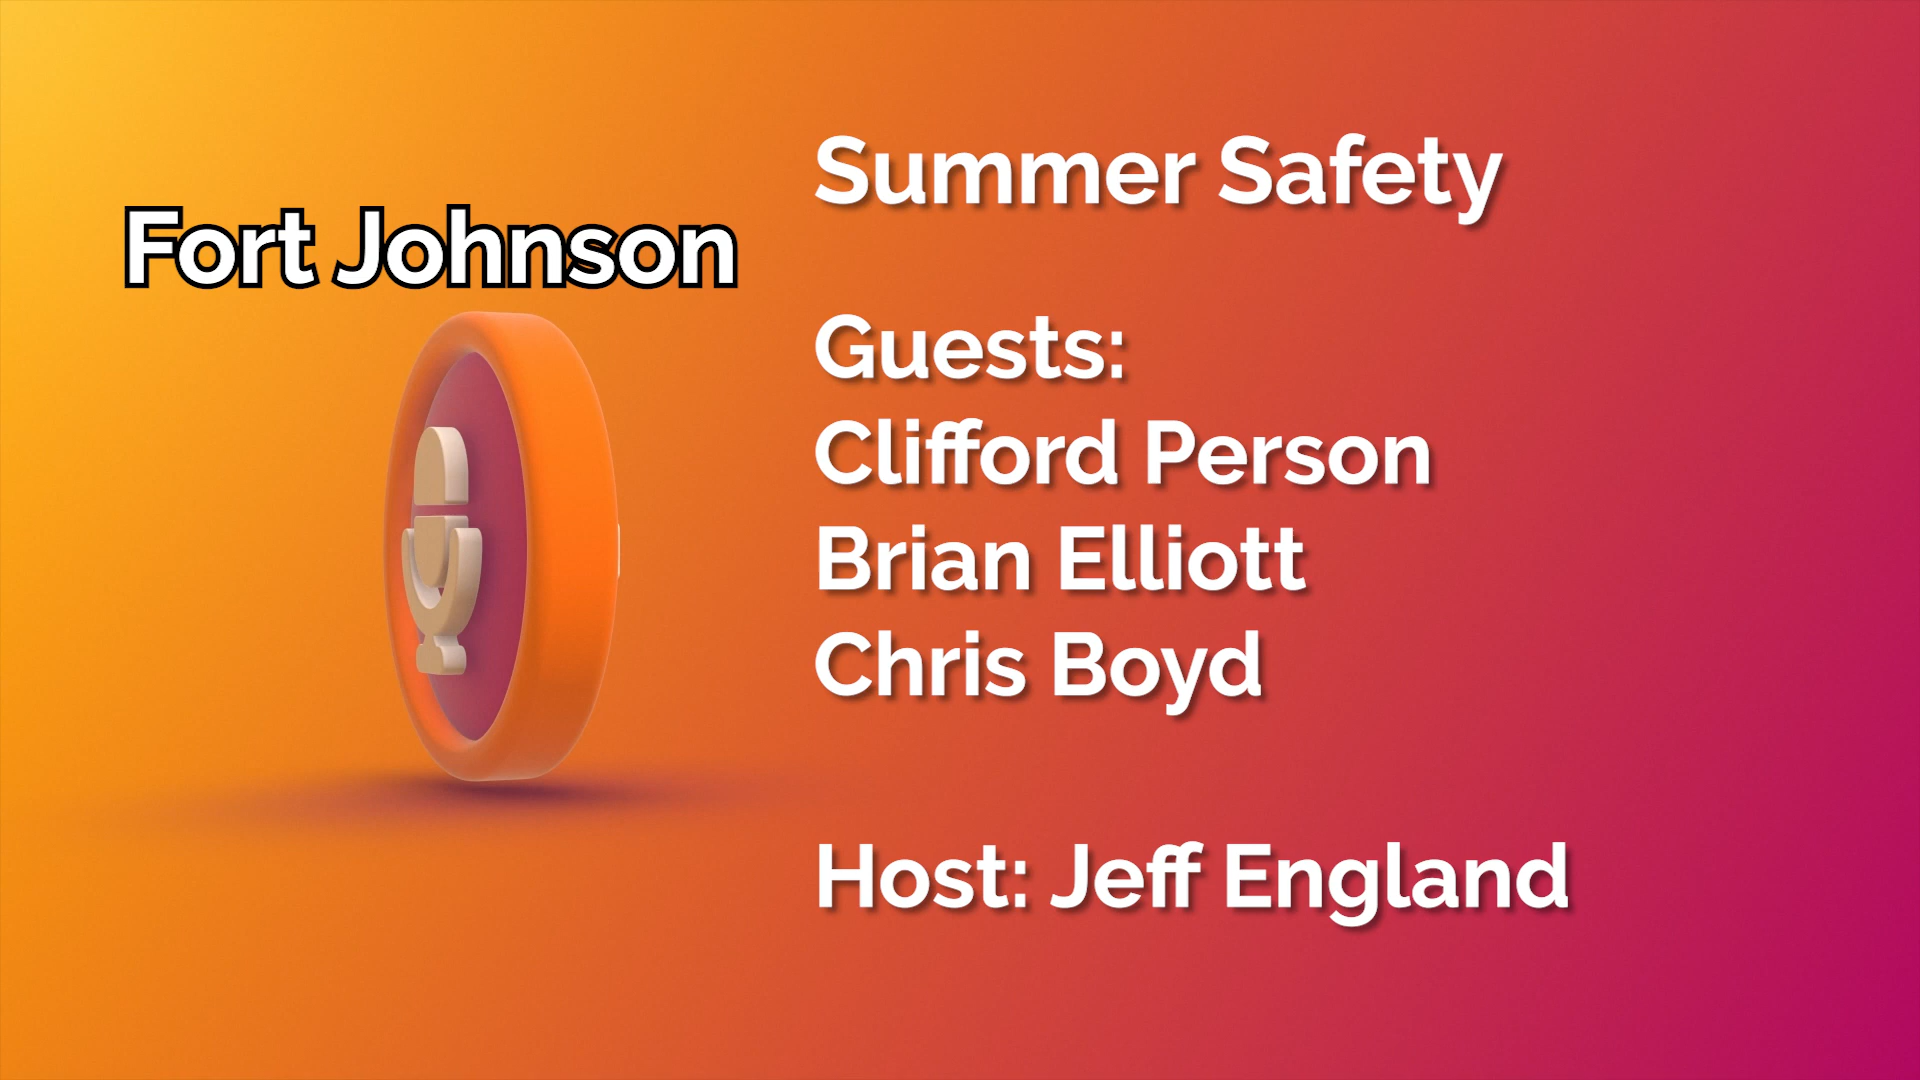 Fort Johnson
Summer Safety
Guests:
Clifford Person
Brian Elliott
Chris Boyd
Host: Jeff England